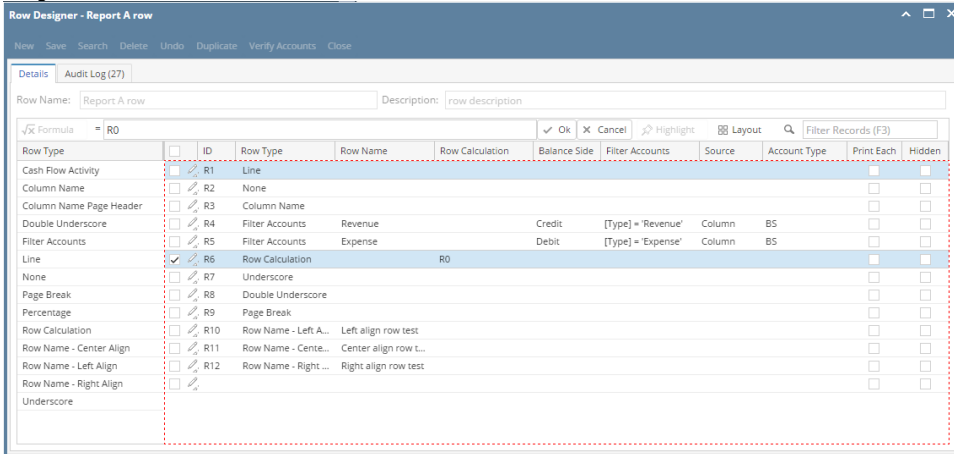 Row Designer - Report A row
New Save Search Delete Undo Duplicate Verify Accounts Close
Details Audit Log (27)
Row Name: Report A row Description: row description
Formula = R0 Ok Cancel Highlight Layout Filter Records (F3)
Row Type ID Row Type Row Name Row Calculation Balance Side Filter Accounts Source Account Type Print Each Hidden
Cash Flow Activity R1 Line
Column Name R2 None
Column Name Page Header R3 Column Name
Double Underscore R4 Filter Accounts Revenue Credit [Type] = 'Revenue' Column BS
Filter Accounts R5 Filter Accounts Expense Debit [Type] = 'Expense' Column BS
Line R6 Row Calculation R0
None R7 Underscore
Page Break R8 Double Underscore
Percentage R9 Page Break
Row Calculation R10 Row Name - Left A... Left align row test
Row Name - Center Align R11 Row Name - Cente... Center align row t...
Row Name - Left Align R12 Row Name - Right ... Right align row test
Row Name - Right Align
Underscore